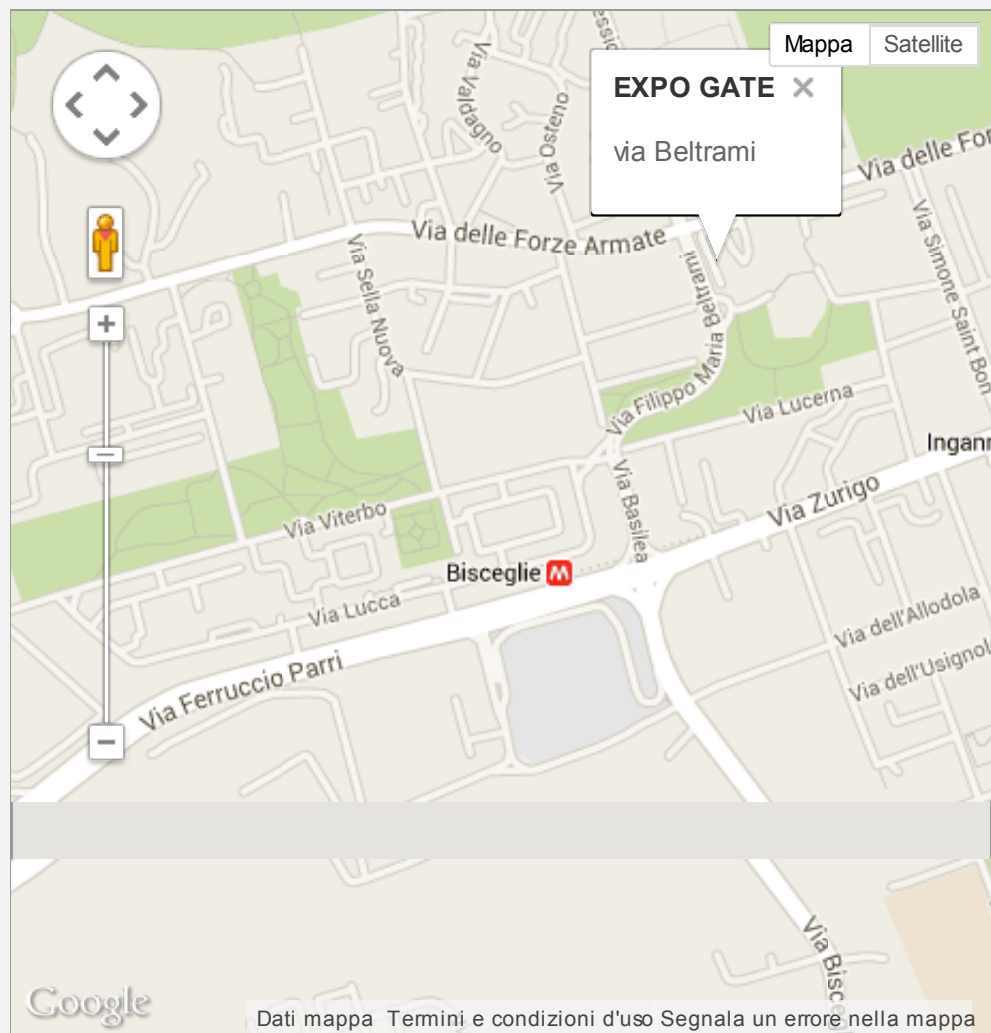 Mappa
Satellite
EXPO GATE
via Beltrami
Via Valpagno
Via Osteno
Via delle For
Via delle Forze Armate
Via Sella Nuova
Via Filippo Maria Beltrami
Via Simone Saint Bon
Via Lucerna
Ingann
Via Zurigo
Via Basilea
Via Viterbo
Bisceglie M
Via Lucca
Via dell'Allodola
Via dell'Usignol
Via Ferruccio Parri
Via Bisce
Google
Dati mappa Termini e condizioni d'uso Segnala un errore nella mappa